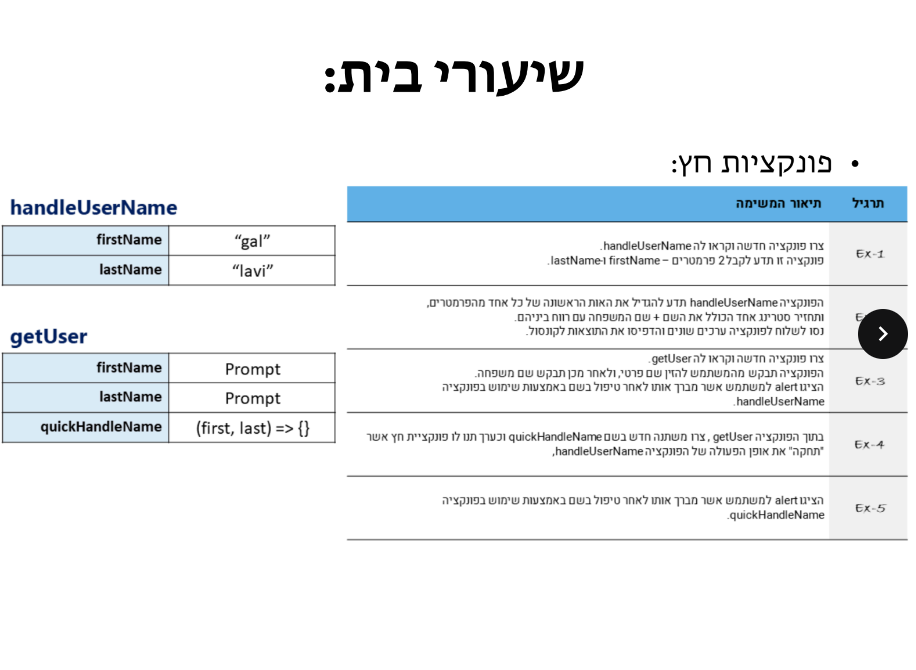 שיעורי בית:
• פונקציות חץ:
תרגיל תיאור המשימה
Ex-1
צרו פונקציה חדשה וקראו לה handleUserName.
פונקציה זו תדע לקבל 2 פרמטרים – firstName ו-lastName.
הפונקציה handleUserName תדע להגדיל את האות הראשונה של כל אחד מהפרמטרים,
ותחזיר סטרינג אחד הכולל את השם + שם המשפחה עם רווח ביניהם.
נסו לשלוח לפונקציה ערכים שונים והדפיסו את התוצאות לקונסול.
Ex-3
צרו פונקציה חדשה וקראו לה getUser.
הפונקציה תבקש מהמשתמש להזין שם פרטי, ולאחר מכן תבקש שם משפחה.
הציגו alert למשתמש אשר מברך אותו לאחר טיפול בשם באמצעות שימוש בפונקציה
handleUserName.
Ex-4
בתוך הפונקציה getUser, צרו משתנה חדש בשם quickHandleName וכערך תנו לו פונקציית חץ אשר
"תחקה" את אופן הפעולה של הפונקציה handleUserName,
Ex-5
הציגו alert למשתמש אשר מברך אותו לאחר טיפול בשם באמצעות שימוש בפונקציה
quickHandleName.
handleUserName
firstName “gal”
lastName “lavi”
getUser
firstName Prompt
lastName Prompt
quickHandleName (first, last) => {}